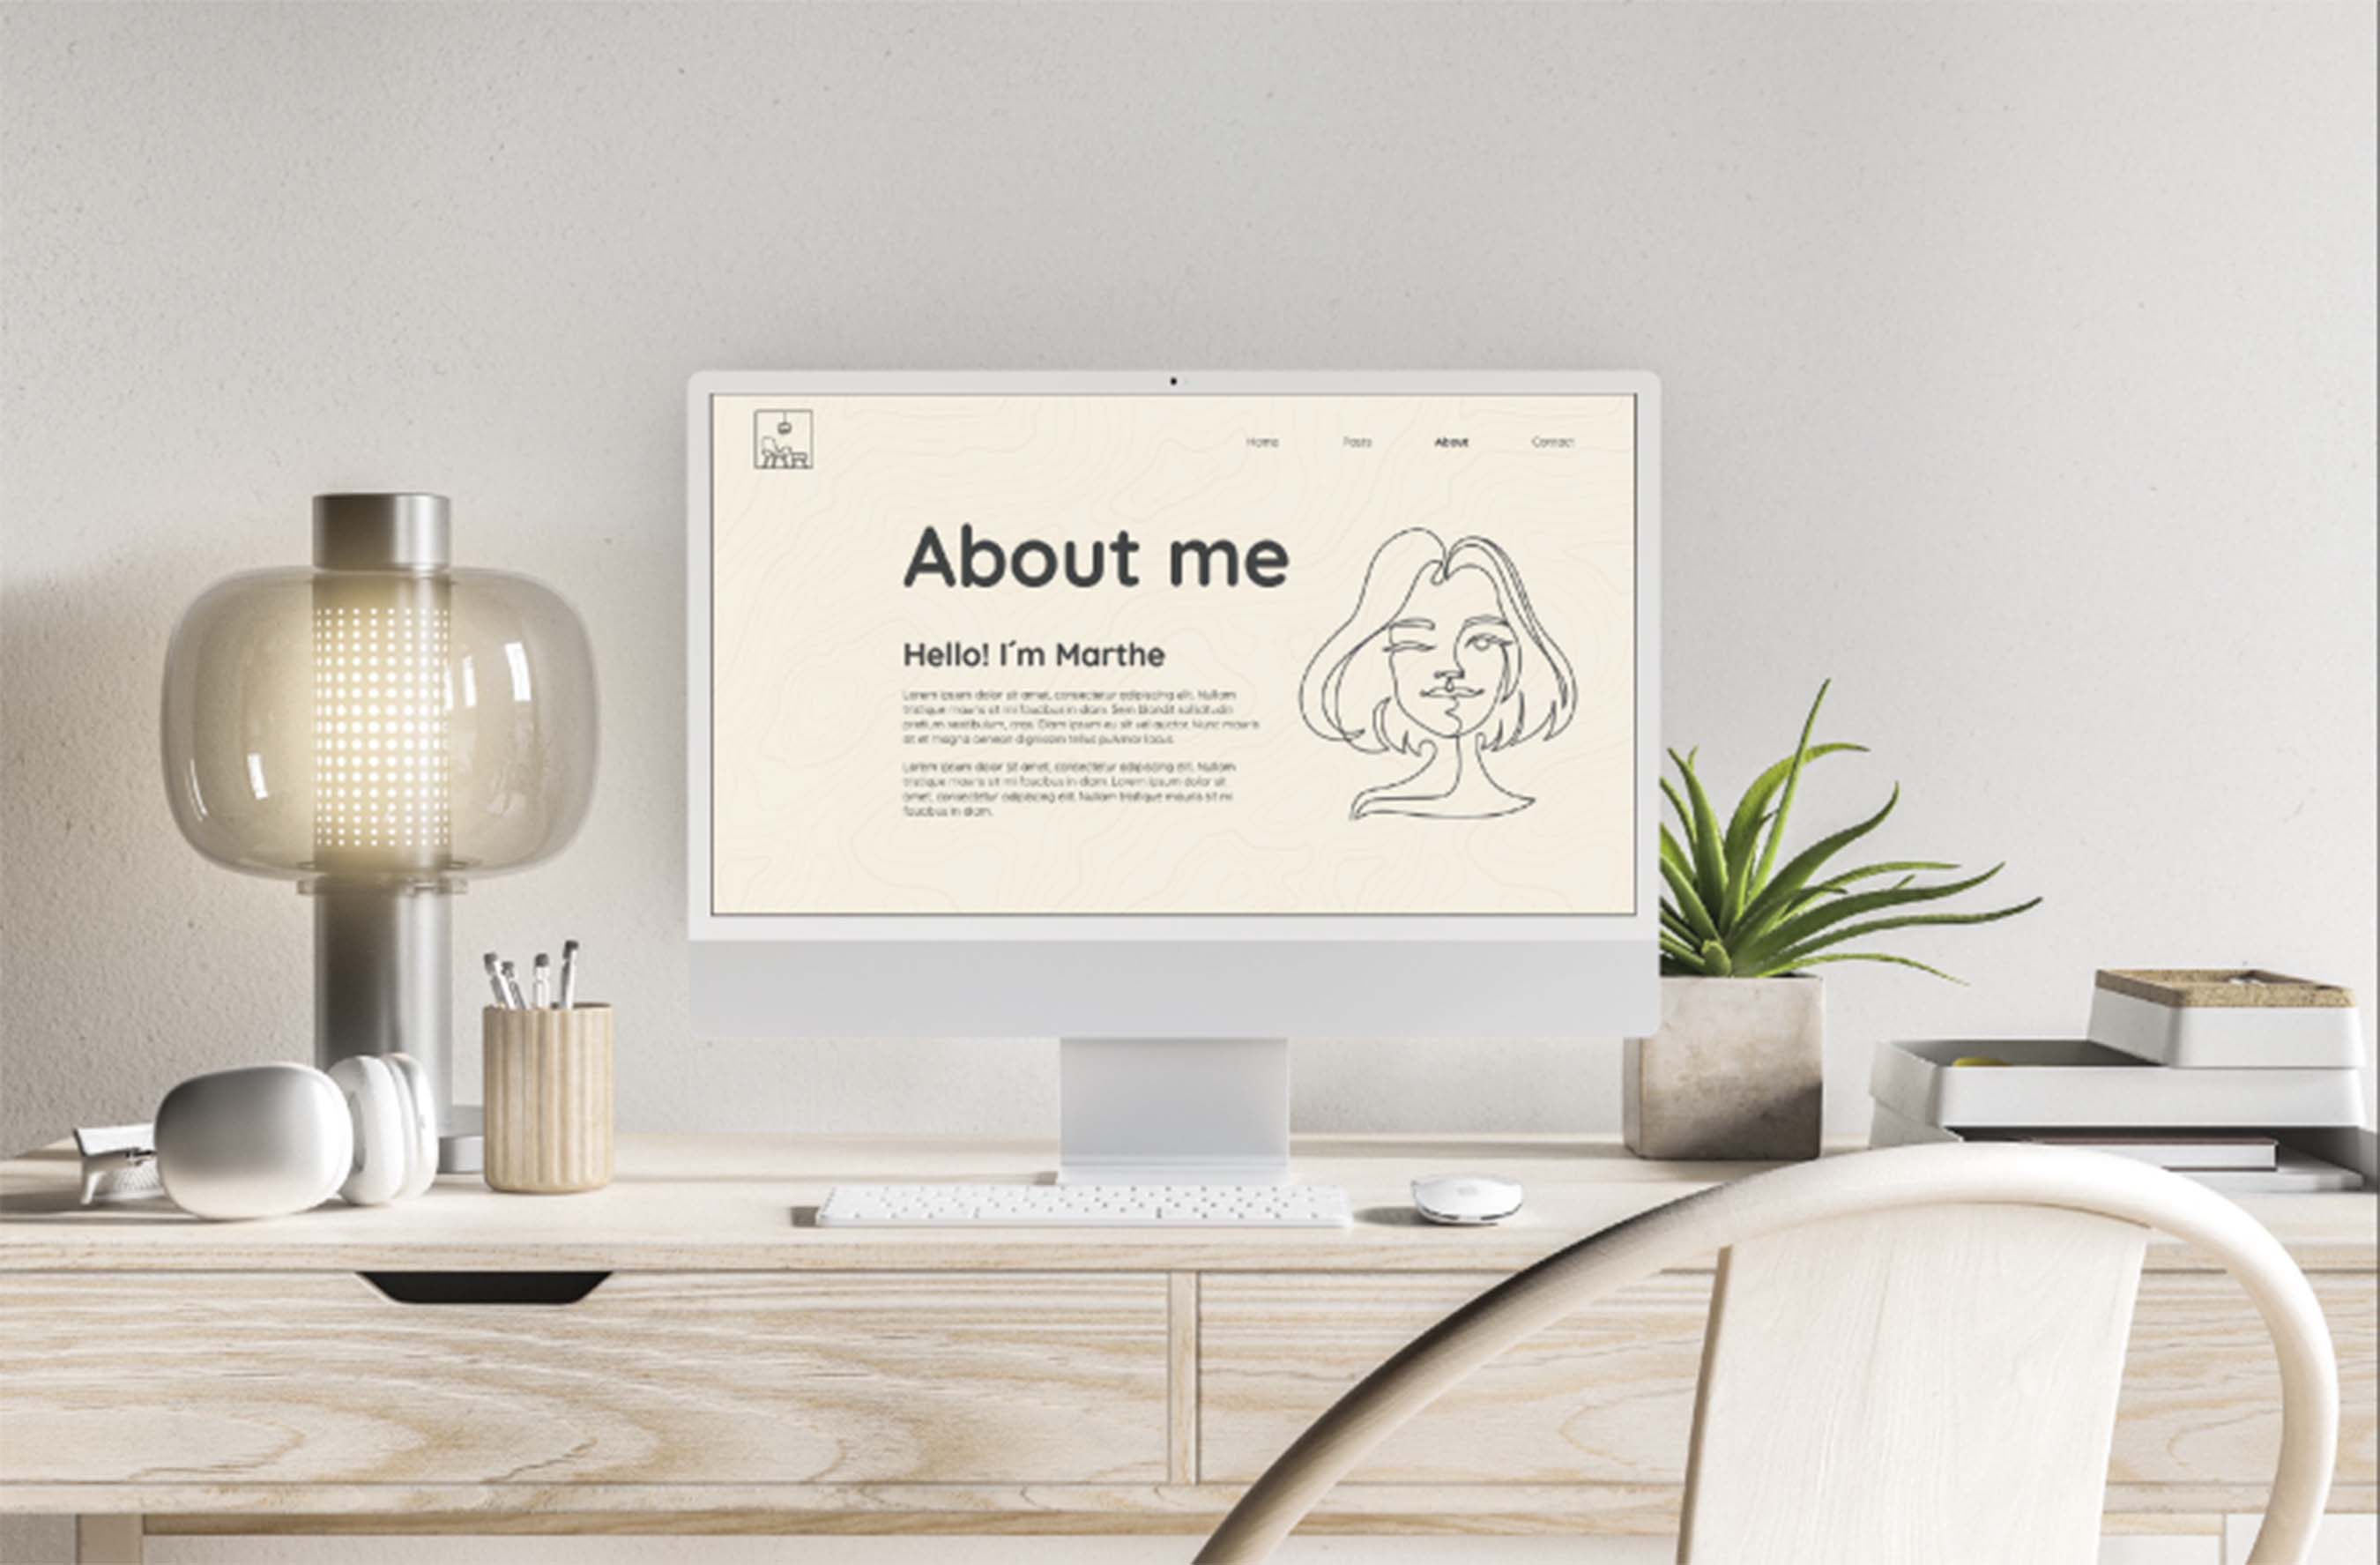 Home Posts About Contact
About me
Hello! I´m Marthe
Lorem ipsum dolor sit amet, consectetur adipiscing elit. Nullam
tristique mauris sit mi faucibus in diam. Sem blandit sollicitudin
pretium vestibulum, cras. Diam ipsum eu sit vel auctor. Nunc mauris
sit et magna aenean dignissim tellus pulvinar lacus.
Lorem ipsum dolor sit amet, consectetur adipiscing elit. Nullam
tristique mauris sit mi faucibus in diam. Lorem ipsum dolor sit
amet, consectetur adipiscing elit. Nullam tristique mauris sit mi
faucibus in diam.